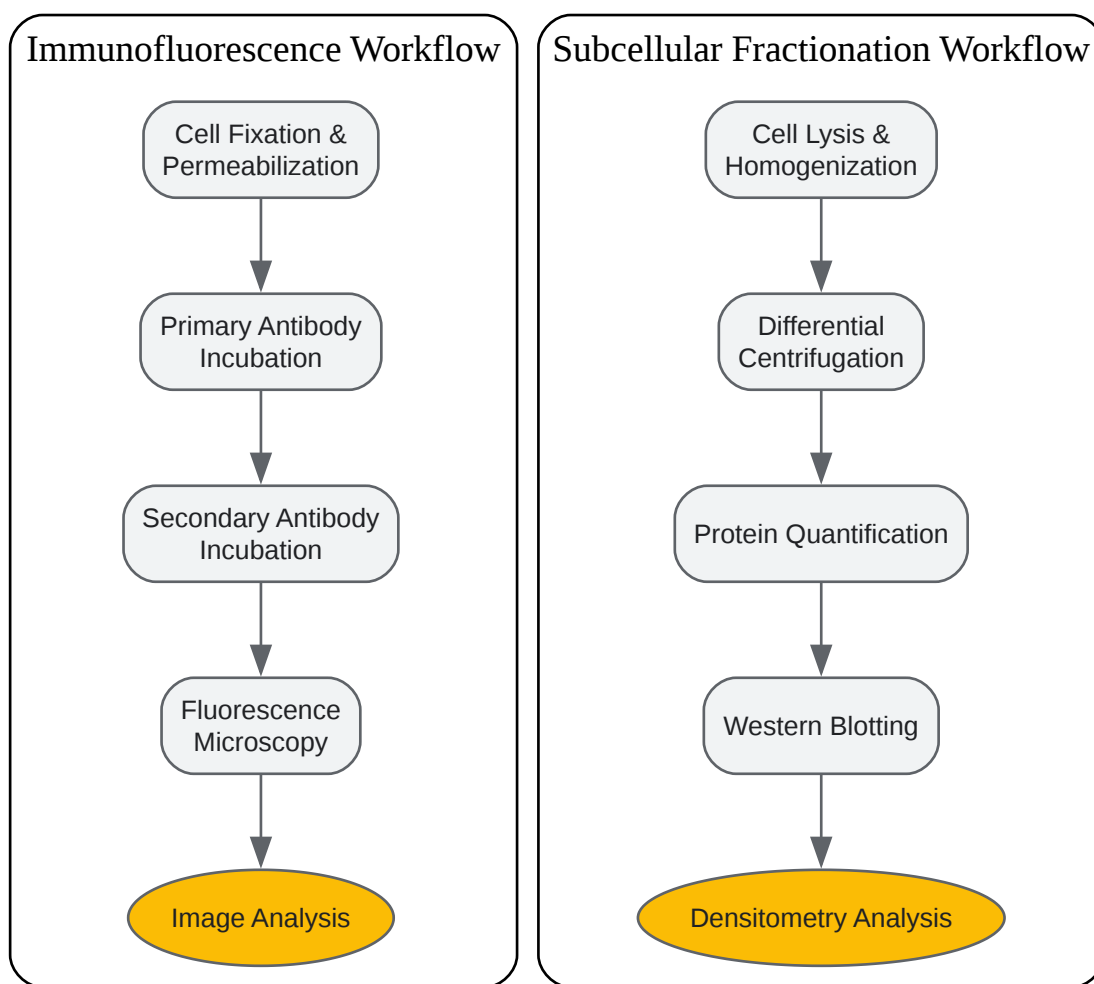 Immunofluorescence Workflow
Cell Fixation &
Permeabilization
Primary Antibody
Incubation
Secondary Antibody
Incubation
Fluorescence
Microscopy
Image Analysis
Subcellular Fractionation Workflow
Cell Lysis &
Homogenization
Differential
Centrifugation
Protein Quantification
Western Blotting
Densitometry Analysis